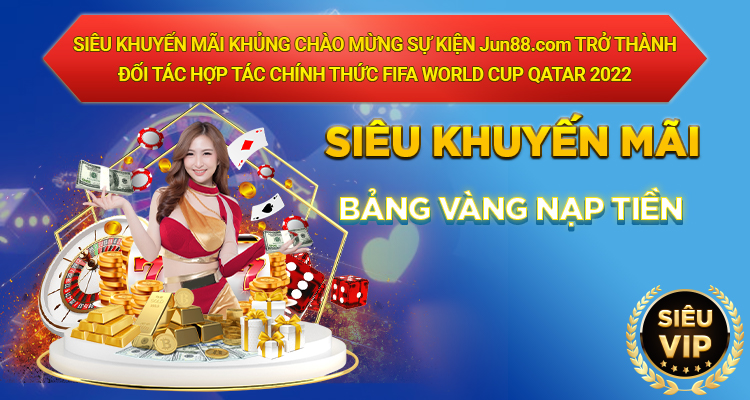 SIÊU KHUYẾN MÃI KHỦNG CHÀO MỪNG SỰ KIỆN Jun88.com TRỞ THÀNH
ĐỐI TÁC HỢP TÁC CHÍNH THỨC FIFA WORLD CUP QATAR 2022
SIÊU KHUYẾN MÃI
BẢNG VÀNG NẠP TIỀN
SIÊU
VIP